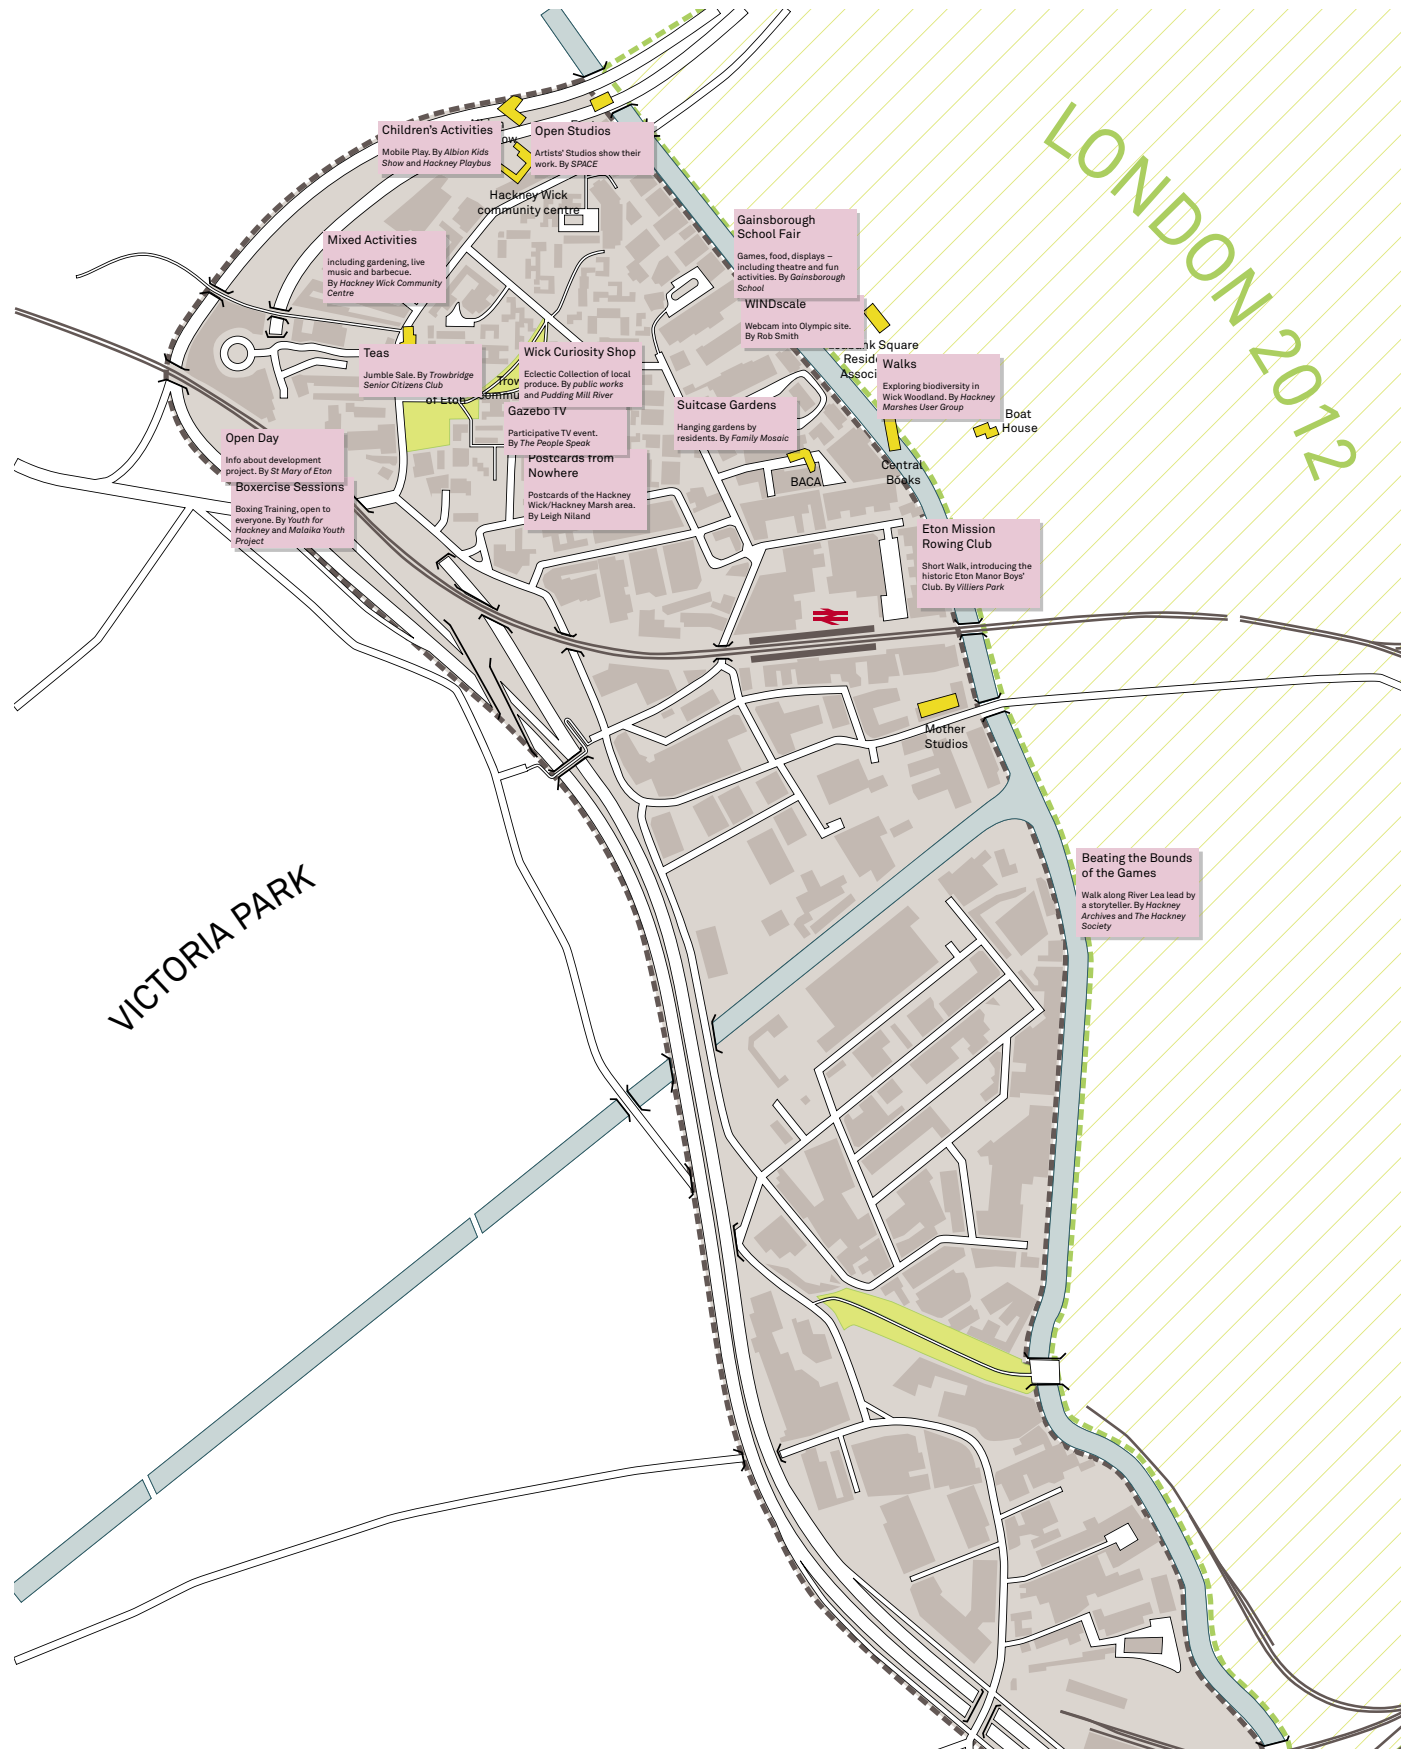 LONDON 2012
Children's Activities
Mobile Play. By Albion Kids
Show and Hackney Playbus
Open Studios
Artists' Studios show their
work. By SPACE
Hackney Wick
community centre
Mixed Activities
including gardening, live
music and barbecue.
By Hackney Wick Community
Centre
Gainsborough
School Fair
Games, food, displays –
including theatre and fun
activities. By Gainsborough
School
WINDscale
Webcam into Olympic site.
By Rob Smith
Square
Walks
Exploring biodiversity in
Wick Woodland. By Hackney
Marshes User Group
Boat
House
Teas
Jumble Sale. By Trowbridge
Senior Citizens Club
of Eton
Wick Curiosity Shop
Eclectic Collection of local
produce. By public works
and Pudding Mill River
Gazebo TV
Participative TV event.
By The People Speak
Suitcase Gardens
Hanging gardens by
residents. By Family Mosaic
BACA
Central
Books
Open Day
Info about development
project. By St Mary of Eton
Boxercise Sessions
Boxing Training, open to
everyone. By Youth for
Hackney and Malaika Youth
Project
Postcards from
Nowhere
Postcards of the Hackney
Wick/Hackney Marsh area.
By Leigh Niland
Eton Mission
Rowing Club
Short Walk, introducing the
historic Eton Manor Boys'
Club. By Villiers Park
Mother
Studios
Beating the Bounds
of the Games
Walk along River Lea lead by
a storyteller. By Hackney
Archives and The Hackney
Society
VICTORIA PARK